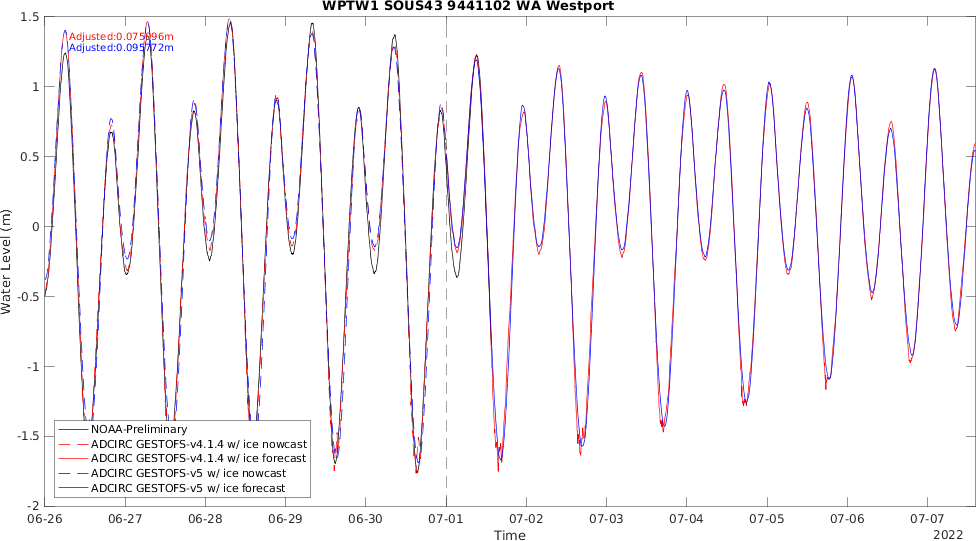 WPTW1 SOUS43 9441102 WA Westport
1.5
Adjusted:0.075696m
Adjusted:0.095772m
1
0.5
0
-0.5
-1
-1.5
-2
Water Level (m)
NOAA-Preliminary
ADCIRC GESTOFS-v4.1.4 w/ ice nowcast
ADCIRC GESTOFS-v4.1.4 w/ ice forecast
ADCIRC GESTOFS-v5 w/ ice nowcast
ADCIRC GESTOFS-v5 w/ ice forecast
06-26 06-27 06-28 06-29 06-30 07-01 07-02 07-03 07-04 07-05 07-06 07-07
Time
2022